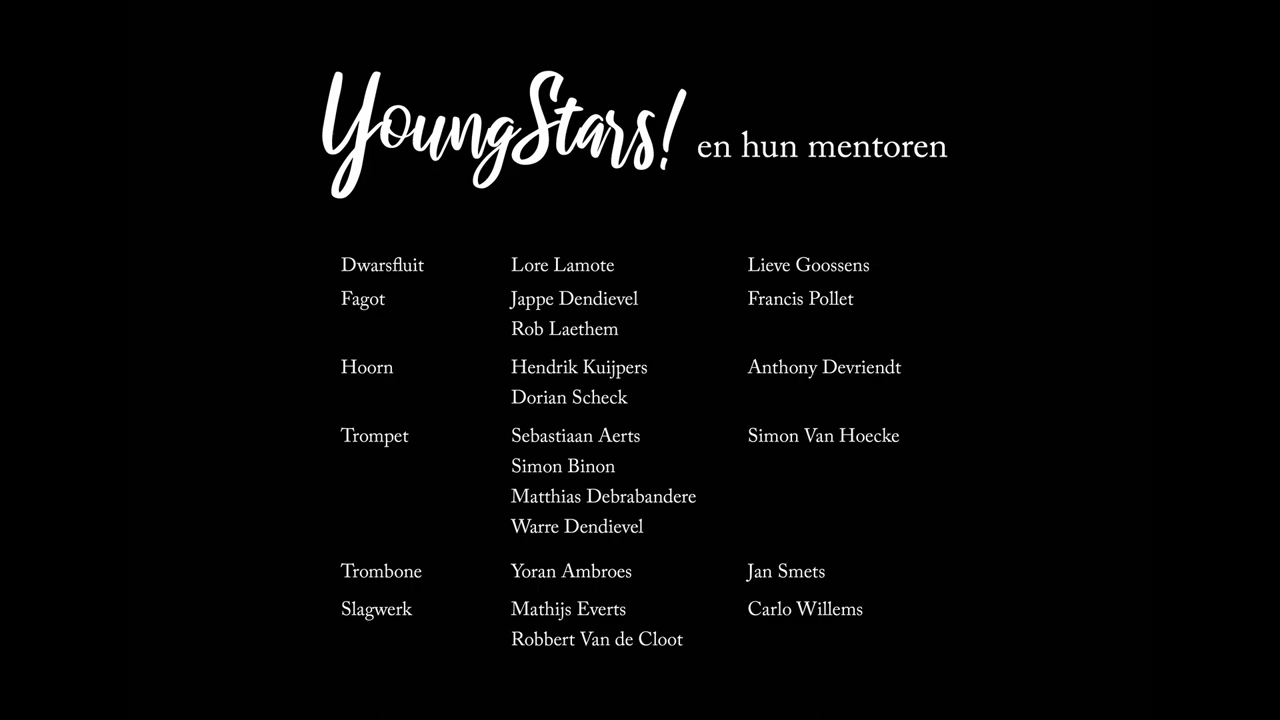 YoungStars! en hun mentoren
Dwarsfluit Lore Lamote Lieve Goossens
Fagot Jappe Dendievel Francis Pollet
Rob Laethem
Hoorn Hendrik Kuijpers Anthony Devriendt
Dorian Scheck
Trompet Sebastiaan Aerts Simon Van Hoecke
Simon Binon
Matthias Debrabandere
Warre Dendievel
Trombone Yoran Ambroes Jan Smets
Slagwerk Mathijs Everts Carlo Willems
Robbert Van de Cloot